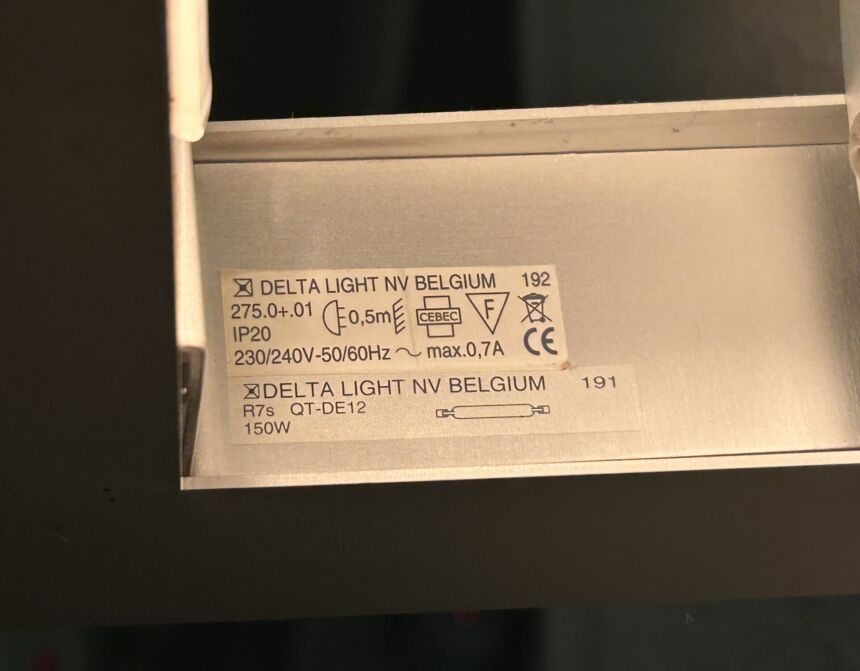 DELTA LIGHT NV BELGIUM 192
275.0+.01 0,5m CEBEC F
IP20
230/240V-50/60Hz ~ max.0,7A CE
DELTA LIGHT NV BELGIUM 191
R7s QT-DE12
150W